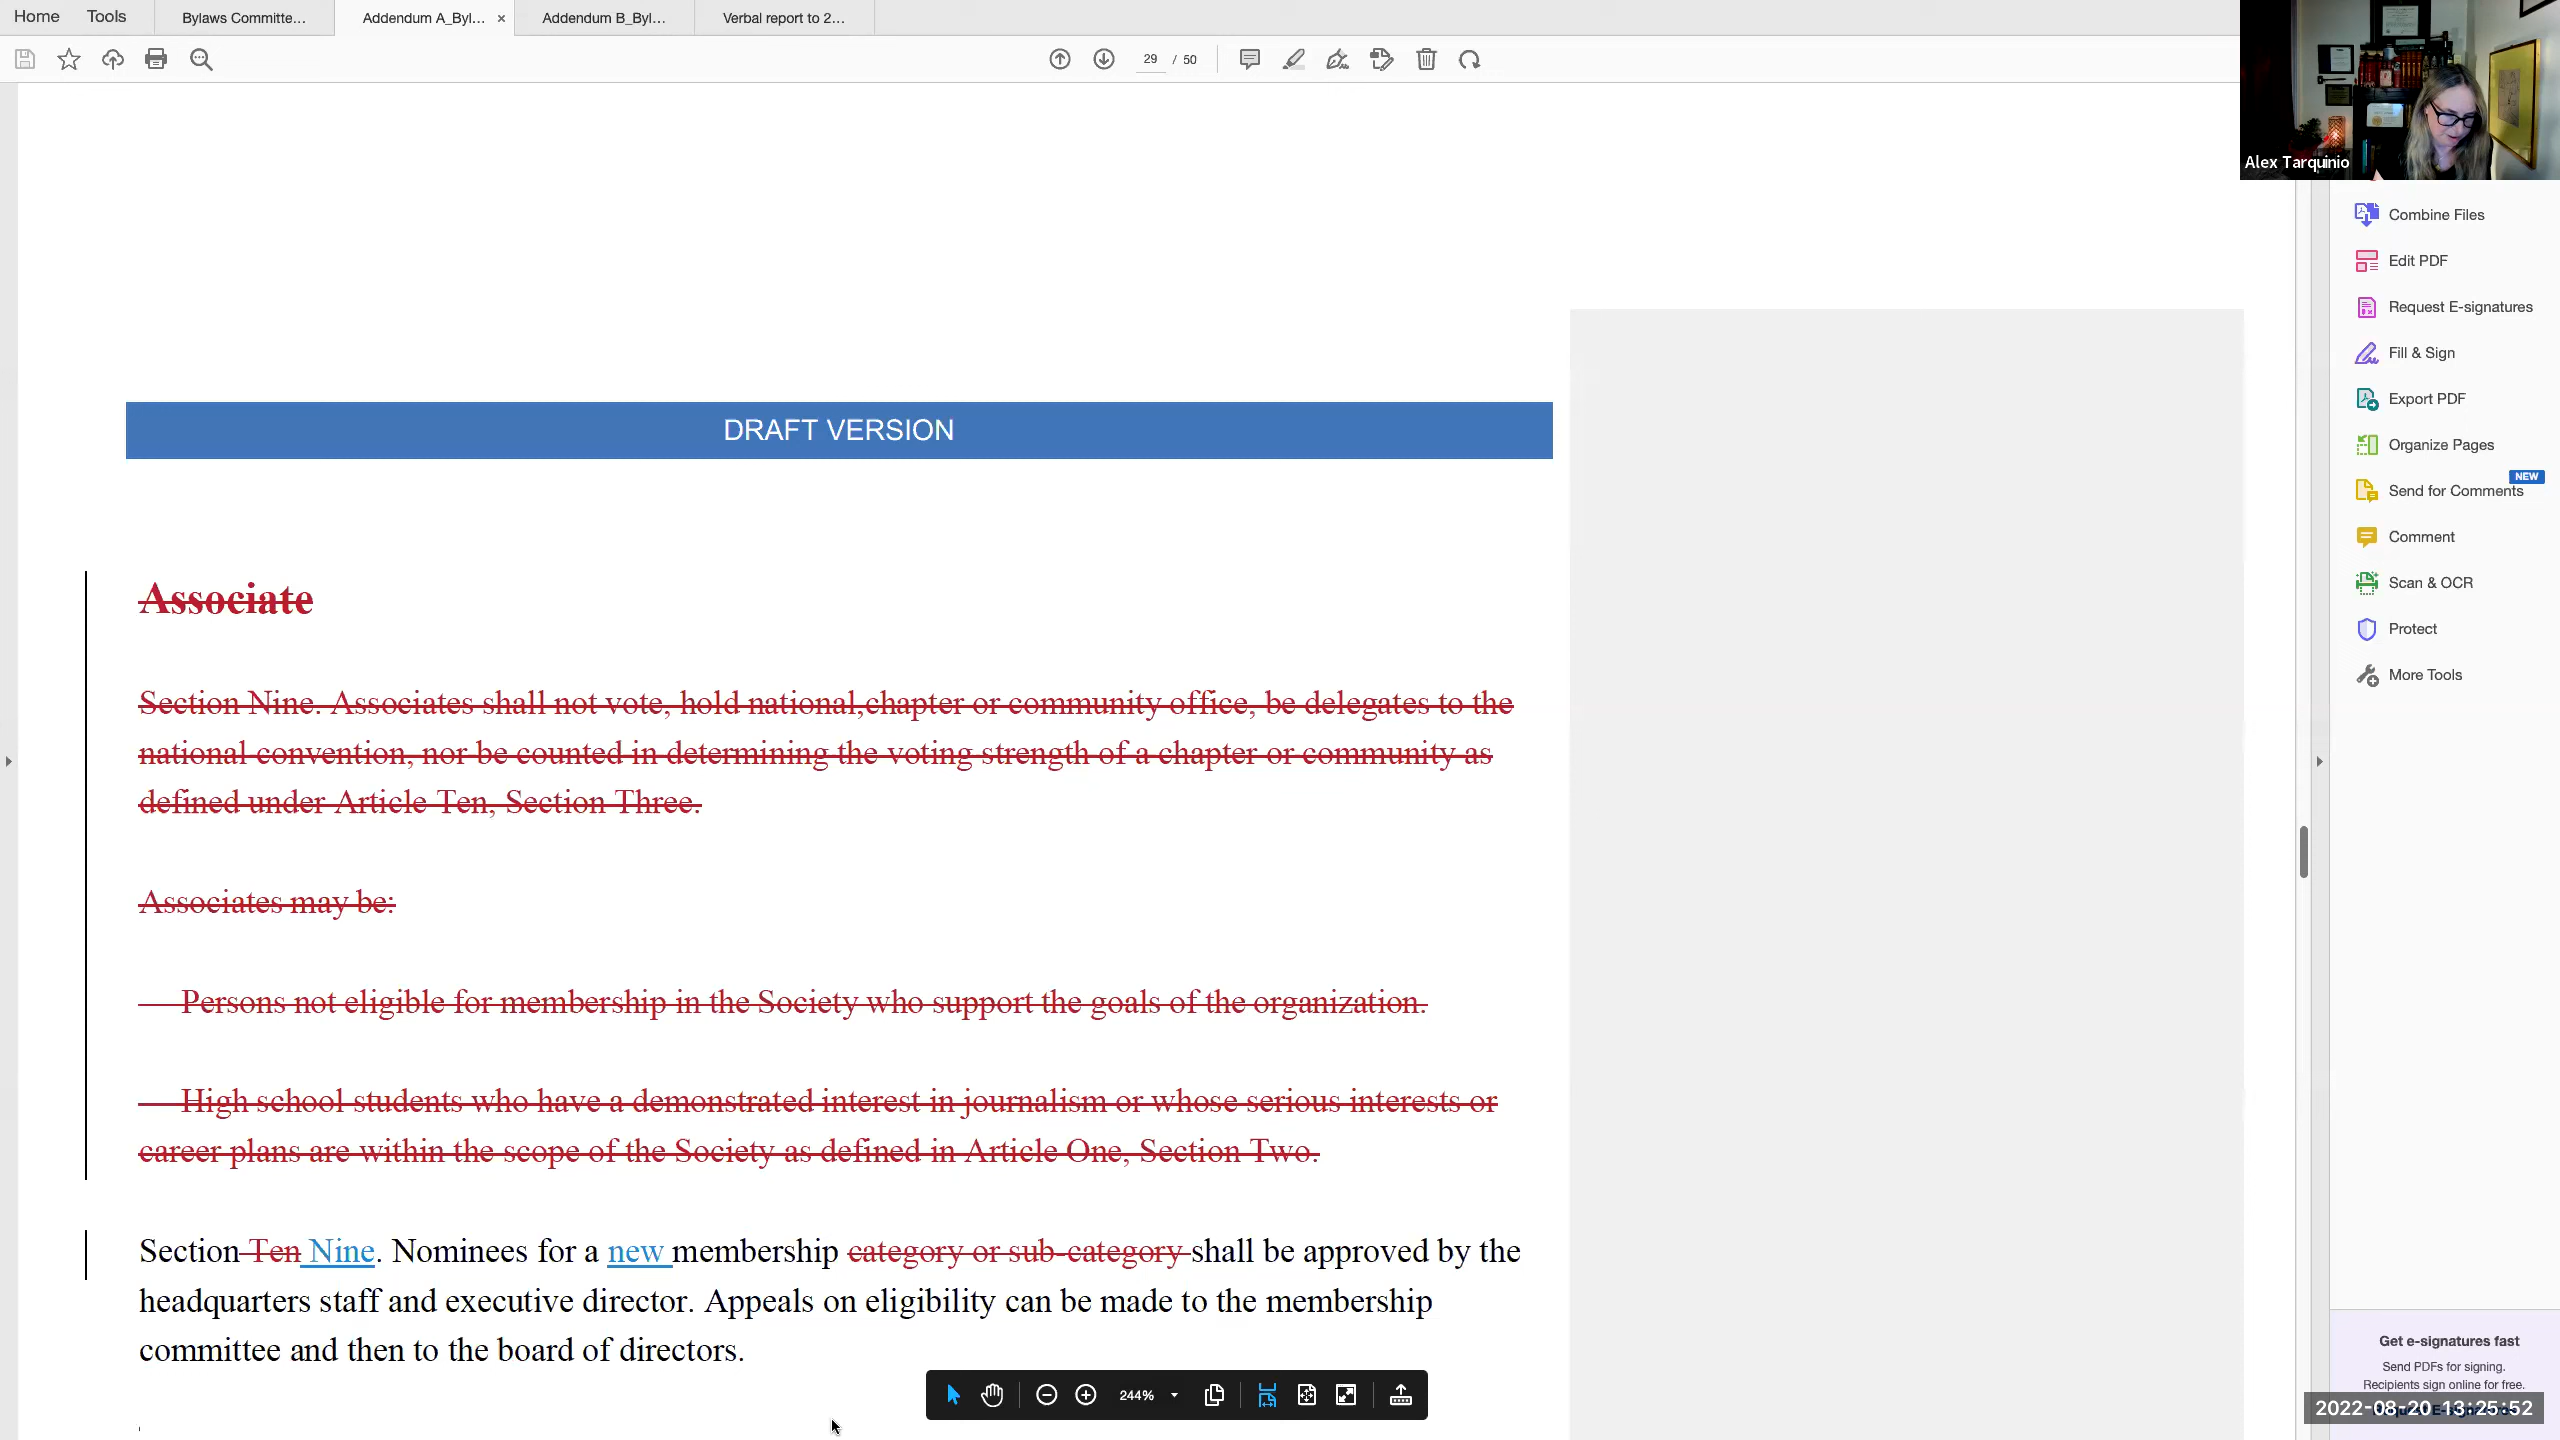 Home Tools Bylaws Committe... Addendum A_Byl... × Addendum B_Byl... Verbal report to 2...
29 / 50
Alex Tarquinio
Combine Files
Edit PDF
Request E-signatures
Fill & Sign
Export PDF
Organize Pages
NEW
Send for Comments
Comment
Scan & OCR
Protect
More Tools
DRAFT VERSION
Associate
Section Nine. Associates shall not vote, hold national,chapter or community office, be delegates to the
national convention, nor be counted in determining the voting strength of a chapter or community as
defined under Article Ten, Section Three.
Associates may be:
Persons not eligible for membership in the Society who support the goals of the organization.
High school students who have a demonstrated interest in journalism or whose serious interests or
career plans are within the scope of the Society as defined in Article One, Section Two.
Section Ten Nine. Nominees for a new membership category or sub-category shall be approved by the
headquarters staff and executive director. Appeals on eligibility can be made to the membership
committee and then to the board of directors.
244%
Get e-signatures fast
Send PDFs for signing.
Recipients sign online for free.
2022-08-20 13:25:52